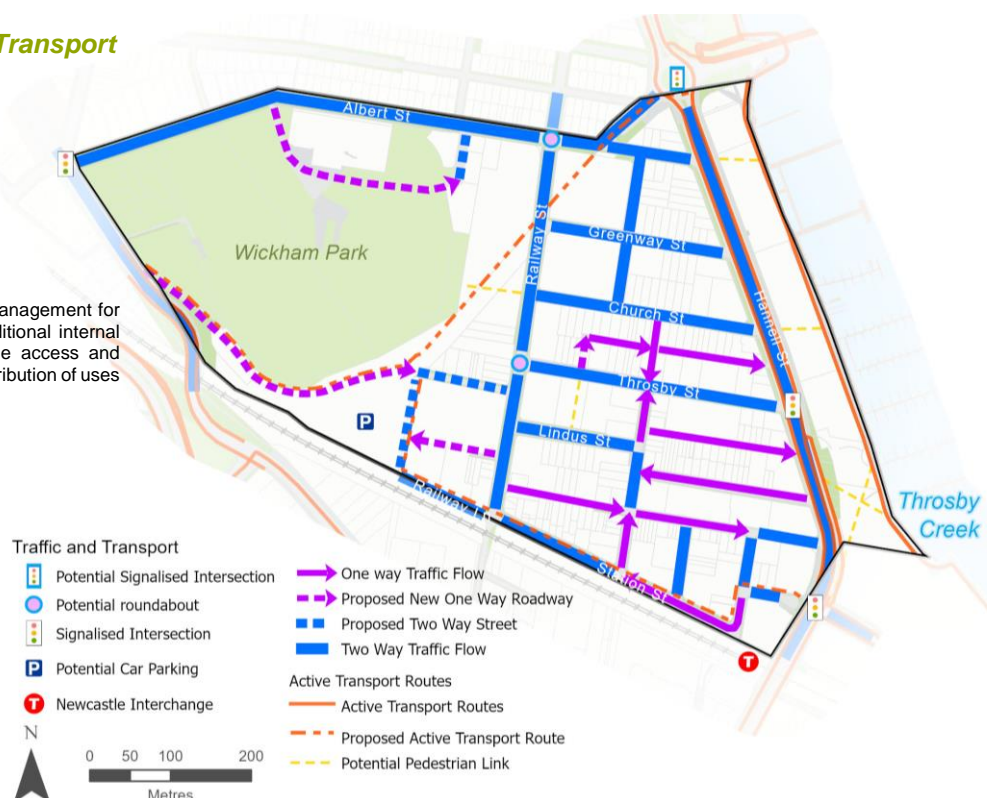 Transport
Albert St
Railway St
Greenway St
Wickham Park
Hannell St
Church St
anagement for
ditional internal
e access and
ribution of uses
Throsby St
P
Lindus St
Railway
Station St
Throsby
Creek
T
Traffic and Transport
Potential Signalised Intersection
Potential roundabout
Signalised Intersection
P Potential Car Parking
T Newcastle Interchange
One way Traffic Flow
Proposed New One Way Roadway
Proposed Two Way Street
Two Way Traffic Flow
Active Transport Routes
Active Transport Routes
Proposed Active Transport Route
Potential Pedestrian Link
N
0 50 100 200
Metres